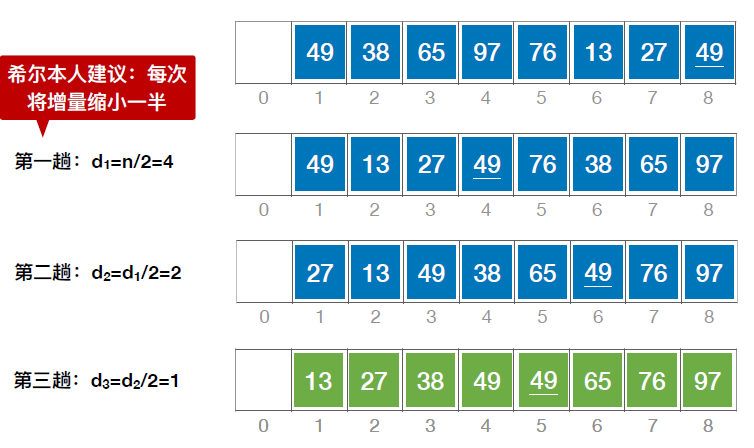 49 38 65 97 76 13 27 49
0 1 2 3 4 5 6 7 8
希尔本人建议：每次
将增量缩小一半
第一趟：d₁=n/2=4
49 13 27 49 76 38 65 97
0 1 2 3 4 5 6 7 8
第二趟：d₂=d₁/2=2
27 13 49 38 65 49 76 97
0 1 2 3 4 5 6 7 8
第三趟：d₃=d₂/2=1
13 27 38 49 49 65 76 97
0 1 2 3 4 5 6 7 8